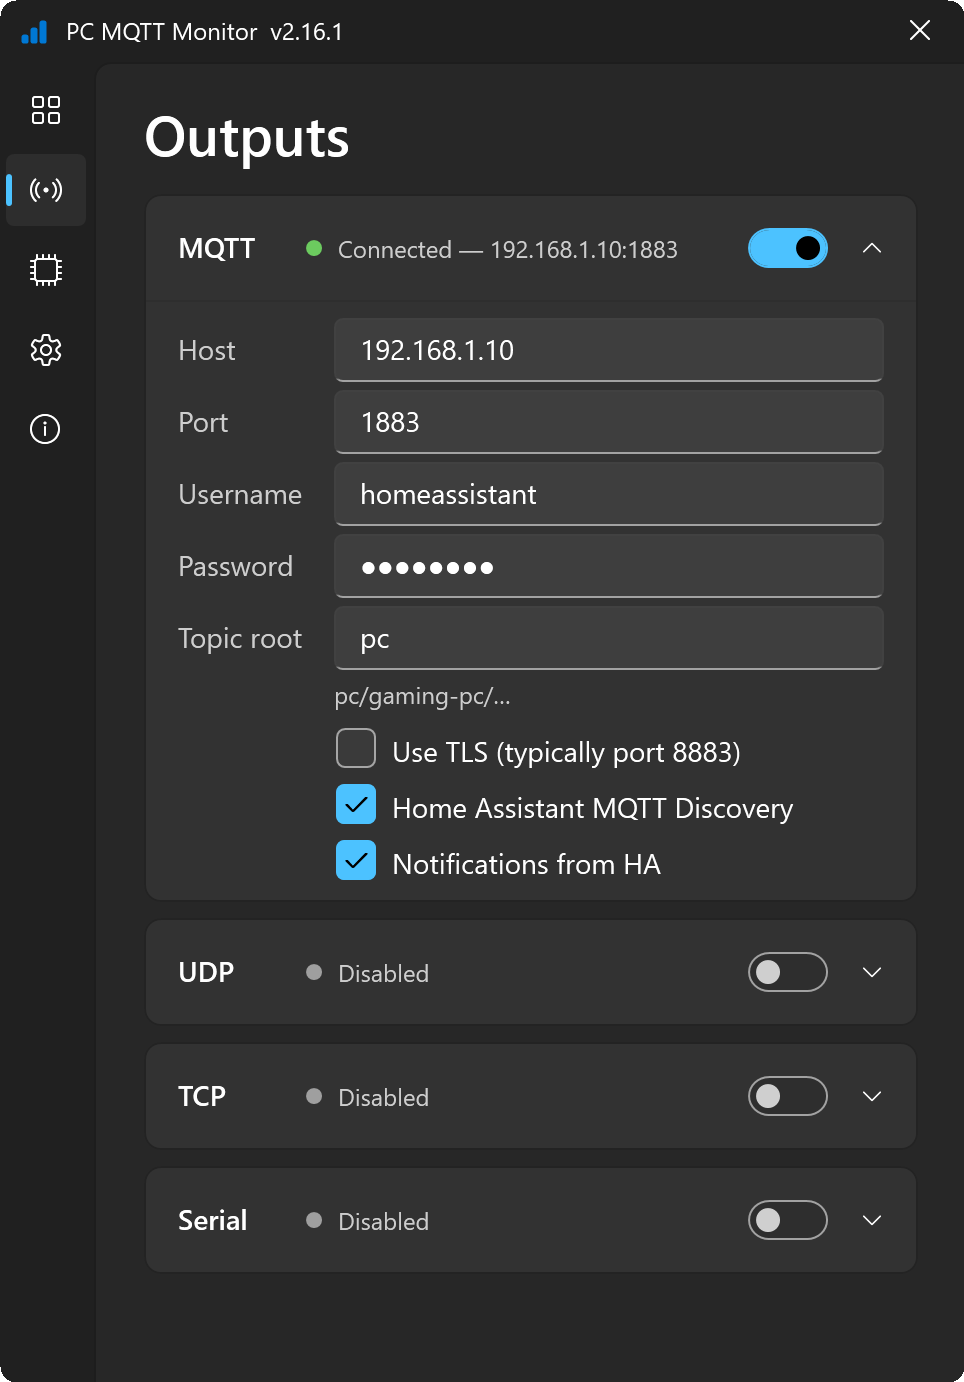 PC MQTT Monitor v2.16.1
Outputs
MQTT Connected — 192.168.1.10:1883
Host 192.168.1.10
Port 1883
Username homeassistant
Password ●●●●●●●●
Topic root pc
pc/gaming-pc/...
Use TLS (typically port 8883)
Home Assistant MQTT Discovery
Notifications from HA
UDP Disabled
TCP Disabled
Serial Disabled